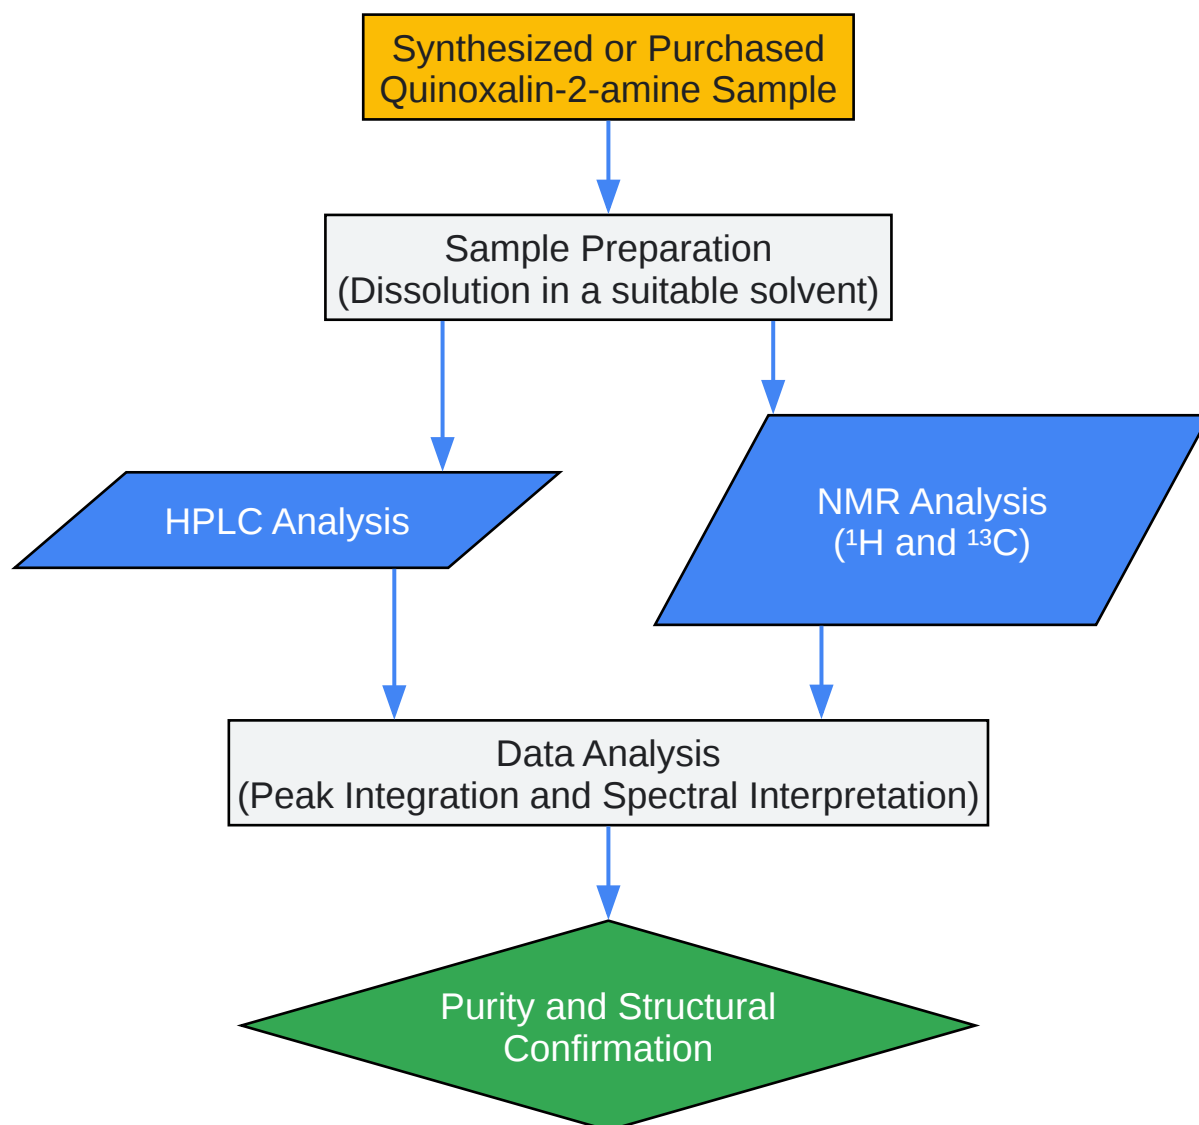 Synthesized or Purchased
Quinoxalin-2-amine Sample
Sample Preparation
(Dissolution in a suitable solvent)
HPLC Analysis
NMR Analysis
(¹H and ¹³C)
Data Analysis
(Peak Integration and Spectral Interpretation)
Purity and Structural
Confirmation